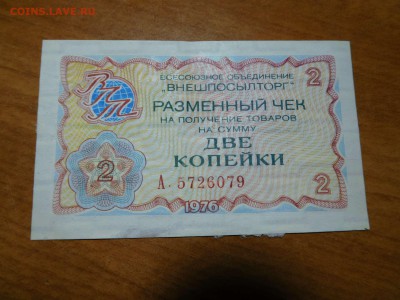 COINS.LAVE.RU
ВПТ
ВСЕСОЮЗНОЕ ОБЪЕДИНЕНИЕ
„ВНЕШПОСЫЛТОРГ"
2
РАЗМЕННЫЙ ЧЕК
НА ПОЛУЧЕНИЕ ТОВАРОВ
НА СУММУ
ДВЕ
КОПЕЙКИ
2
А. 5726079
2
1976